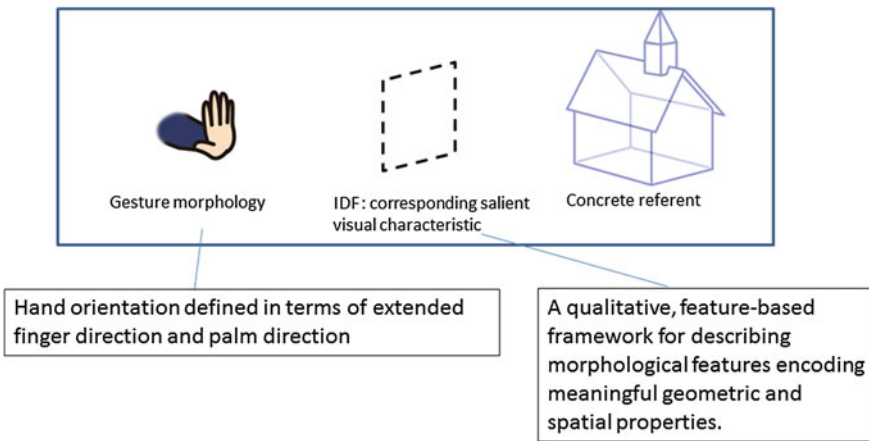 Gesture morphology
IDF: corresponding salient
visual characteristic
Concrete referent
Hand orientation defined in terms of extended
finger direction and palm direction
A qualitative, feature-based
framework for describing
morphological features encoding
meaningful geometric and
spatial properties.